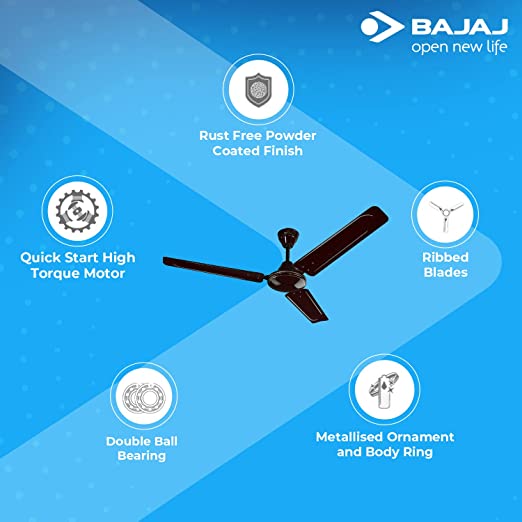 BAJAJ
open new life
Rust Free Powder
Coated Finish
Quick Start High
Torque Motor
Ribbed
Blades
Double Ball
Bearing
Metallised Ornament
and Body Ring